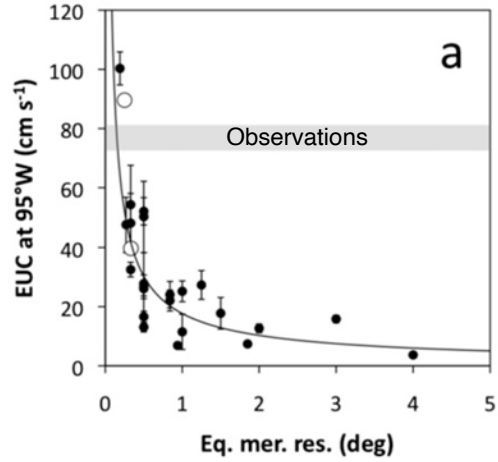 a
Observations
EUC at 95°W (cm s⁻¹)
120
100
80
60
40
20
0
0 1 2 3 4 5
Eq. mer. res. (deg)